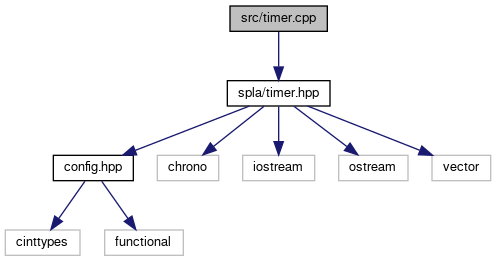 src/timer.cpp
spla/timer.hpp
config.hpp
chrono
iostream
ostream
vector
cinttypes
functional